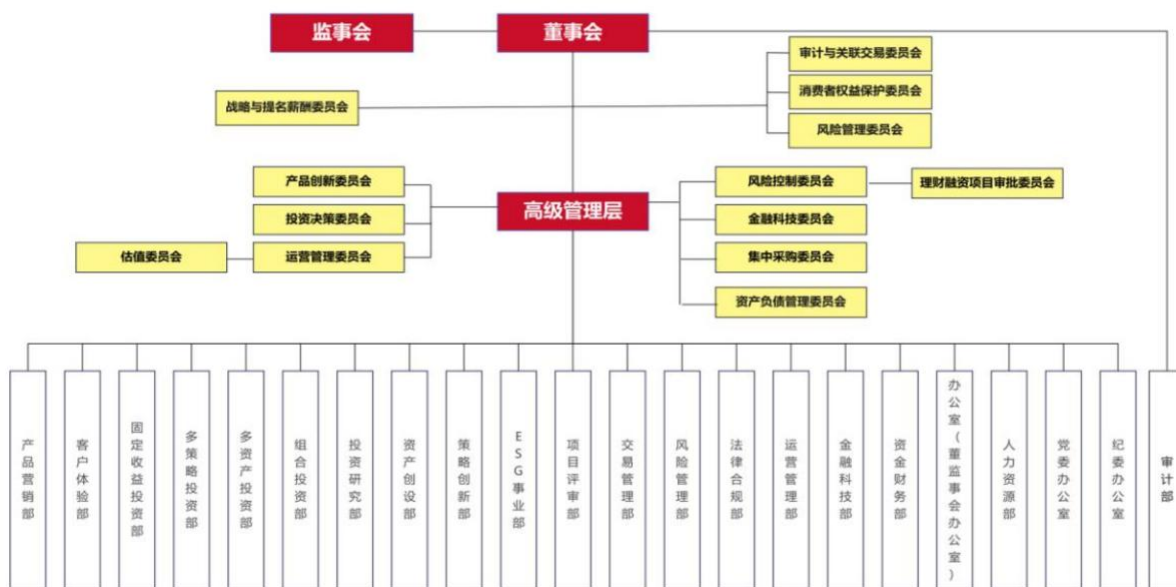 监事会
董事会
审计与关联交易委员会
消费者权益保护委员会
战略与提名薪酬委员会
风险管理委员会
产品创新委员会
风险控制委员会
理财融资项目审批委员会
高级管理层
投资决策委员会
金融科技委员会
估值委员会
运营管理委员会
集中采购委员会
资产负债管理委员会
产品营销部
客户体验部
固定收益投资部
多策略投资部
多资产投资部
组合投资部
投资研究部
资产创设部
策略创新部
ESG事业部
项目评审部
交易管理部
风险管理部
法律合规部
运营管理部
金融科技部
资金财务部
办公室(董监事会办公室)
人力资源部
党委办公室
纪委办公室
审计部